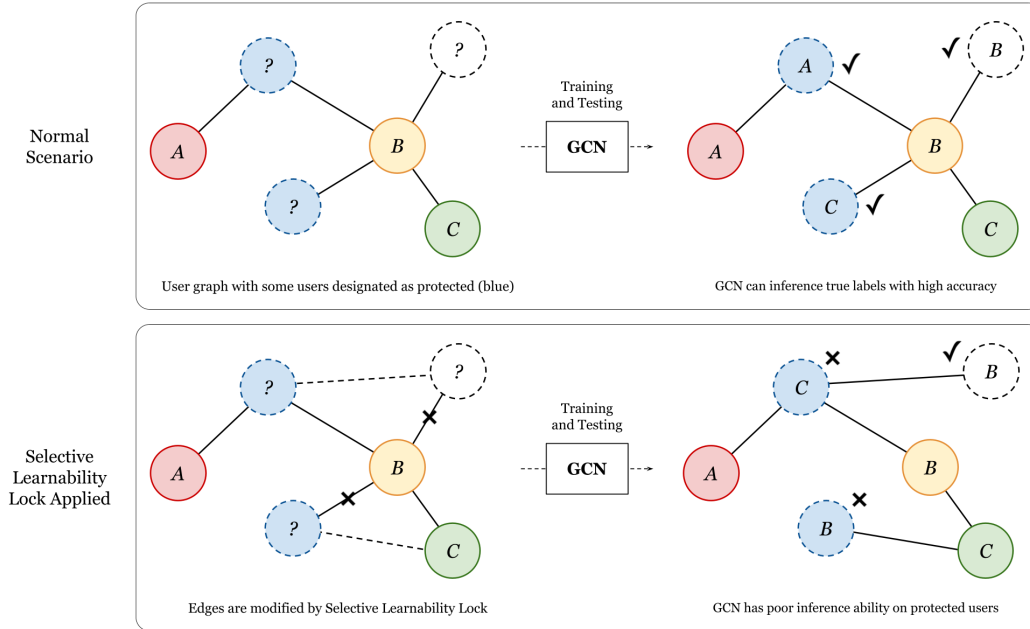 Normal
Scenario
?
?
A
B
?
C
User graph with some users designated as protected (blue)
Training
and Testing
GCN
A
✓
✓
B
A
B
C
✓
C
GCN can inference true labels with high accuracy
Selective
Learnability
Lock Applied
?
?
×
A
B
×
?
C
Edges are modified by Selective Learnability Lock
Training
and Testing
GCN
×
✓
C
B
A
B
×
B
C
GCN has poor inference ability on protected users